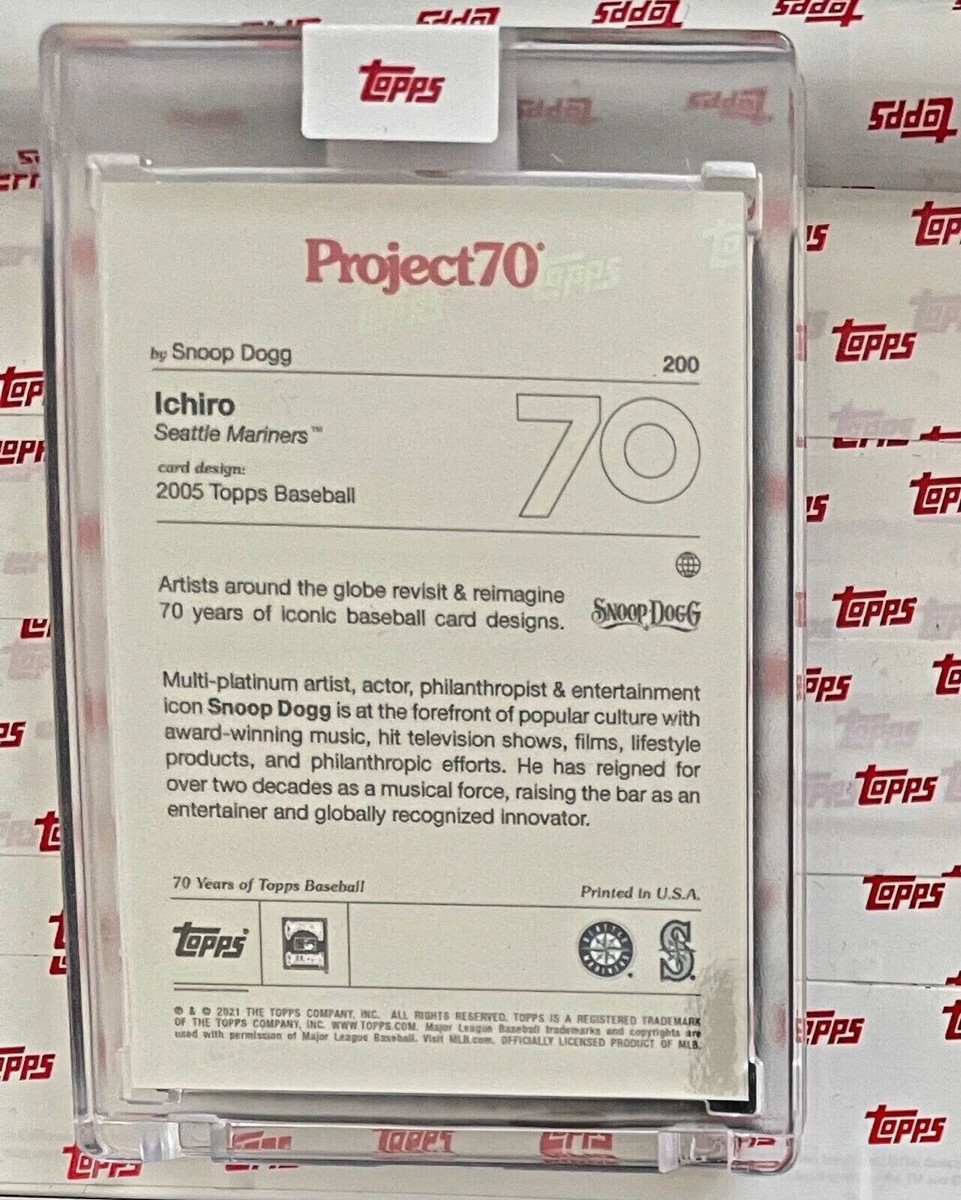 Topps
Project70®
by Snoop Dogg
200
Ichiro
Seattle Mariners™
card design:
2005 Topps Baseball
70
Artists around the globe revisit & reimagine
70 years of iconic baseball card designs.
SNOOP DOGG
Multi-platinum artist, actor, philanthropist & entertainment
icon Snoop Dogg is at the forefront of popular culture with
award-winning music, hit television shows, films, lifestyle
products, and philanthropic efforts. He has reigned for
over two decades as a musical force, raising the bar as an
entertainer and globally recognized innovator.
70 Years of Topps Baseball
Printed in U.S.A.
Topps
S
® & © 2021 THE TOPPS COMPANY, INC. ALL RIGHTS RESERVED. TOPPS IS A REGISTERED TRADEMARK
OF THE TOPPS COMPANY, INC. WWW.TOPPS.COM. Major League Baseball trademarks and copyrights are
used with permission of Major League Baseball. Visit MLB.com. OFFICIALLY LICENSED PRODUCT OF MLB.
Topps
Topps
Topps
Topps
Topps
Topps
Topps